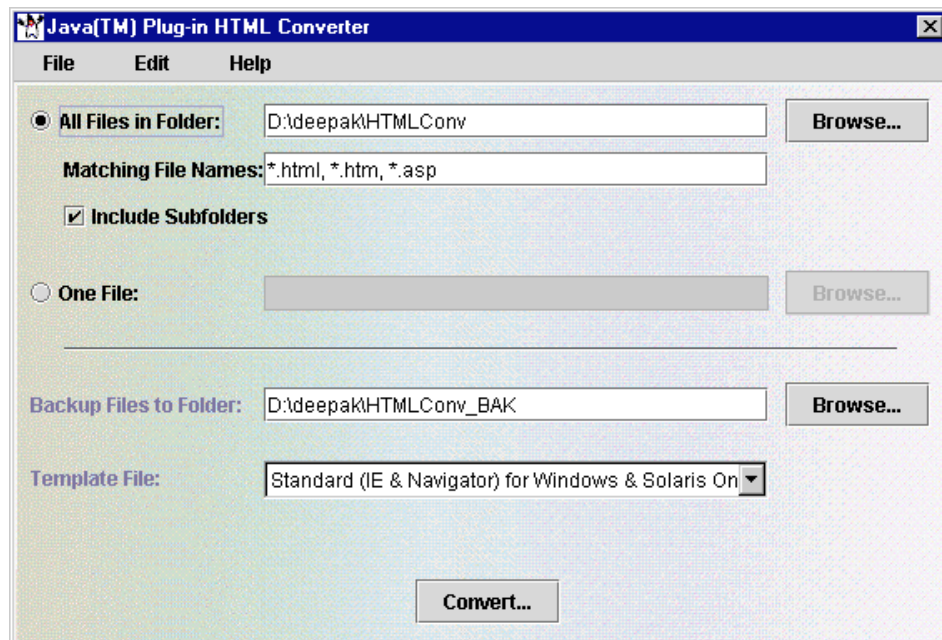 Java(TM) Plug-in HTML Converter
File Edit Help
All Files in Folder: D:\deepak\HTMLConv Browse...
Matching File Names: *.html, *.htm, *.asp
Include Subfolders
One File: Browse...
Backup Files to Folder: D:\deepak\HTMLConv_BAK Browse...
Template File: Standard (IE & Navigator) for Windows & Solaris On
Convert...